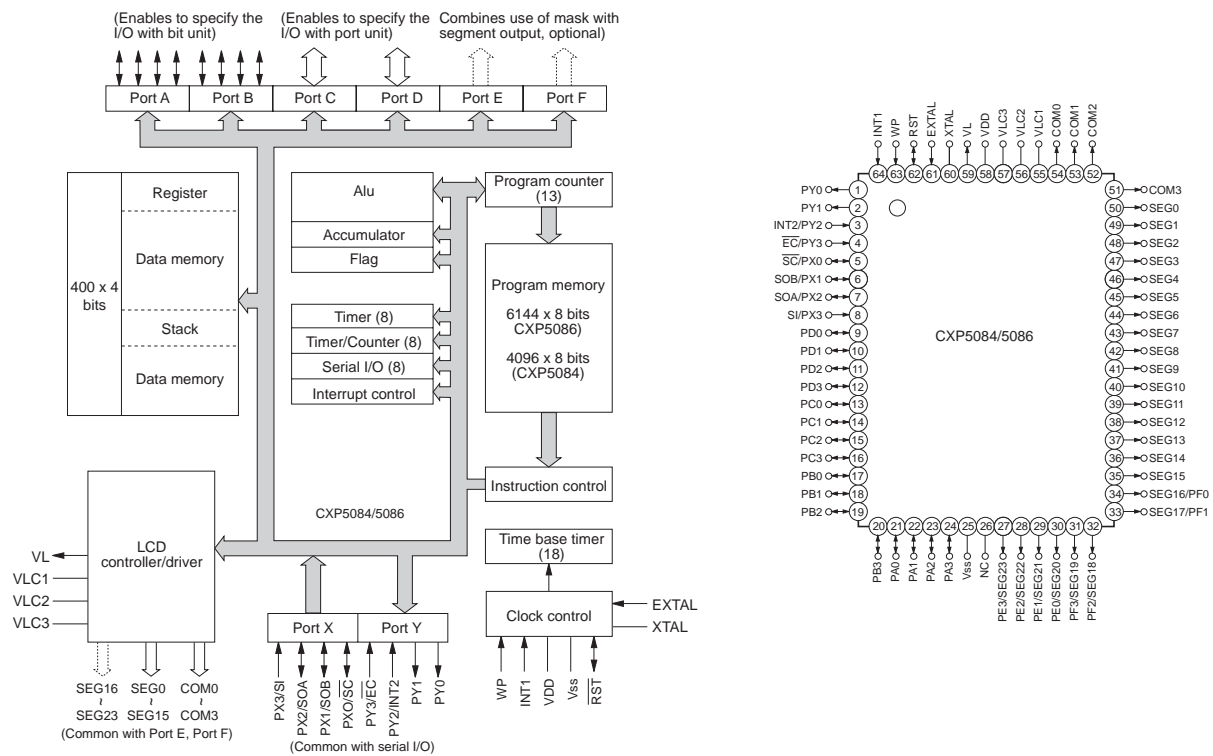 (Enables to specify the
I/O with bit unit)
(Enables to specify the
I/O with port unit)
Combines use of mask with
segment output, optional)
Port A
Port B
Port C
Port D
Port E
Port F
400 x 4
bits
Register
Data memory
Stack
Data memory
Alu
Accumulator
Flag
Timer (8)
Timer/Counter (8)
Serial I/O (8)
Interrupt control
Program counter
(13)
Program memory
6144 x 8 bits
CXP5086)
4096 x 8 bits
(CXP5084)
Instruction control
CXP5084/5086
LCD
controller/driver
VL
VLC1
VLC2
VLC3
SEG16
~
SEG23
SEG0
~
SEG15
COM0
~
COM3
(Common with Port E, Port F)
Port X
Port Y
PX3/SI
PX2/SOA
PX1/SOB
PXO/SC
PY3/EC
PY2/INT2
PY1
PY0
(Common with serial I/O)
Time base timer
(18)
Clock control
EXTAL
XTAL
WP
INT1
VDD
Vss
RST
INT1
WP
RST
EXTAL
XTAL
VL
VDD
VLC3
VLC2
VLC1
COM0
COM1
COM2
64
63
62
61
60
59
58
57
56
55
54
53
52
PY0 1
PY1 2
INT2/PY2 3
EC/PY3 4
SC/PX0 5
SOB/PX1 6
SOA/PX2 7
SI/PX3 8
PD0 9
PD1 10
PD2 11
PD3 12
PC0 13
PC1 14
PC2 15
PC3 16
PB0 17
PB1 18
PB2 19
CXP5084/5086
51 COM3
50 SEG0
49 SEG1
48 SEG2
47 SEG3
46 SEG4
45 SEG5
44 SEG6
43 SEG7
42 SEG8
41 SEG9
40 SEG10
39 SEG11
38 SEG12
37 SEG13
36 SEG14
35 SEG15
34 SEG16/PF0
33 SEG17/PF1
20
21
22
23
24
25
26
27
28
29
30
31
32
PB3
PA0
PA1
PA2
PA3
Vss
NC
PE3/SEG23
PE2/SEG22
PE1/SEG21
PE0/SEG20
PF3/SEG19
PF2/SEG18